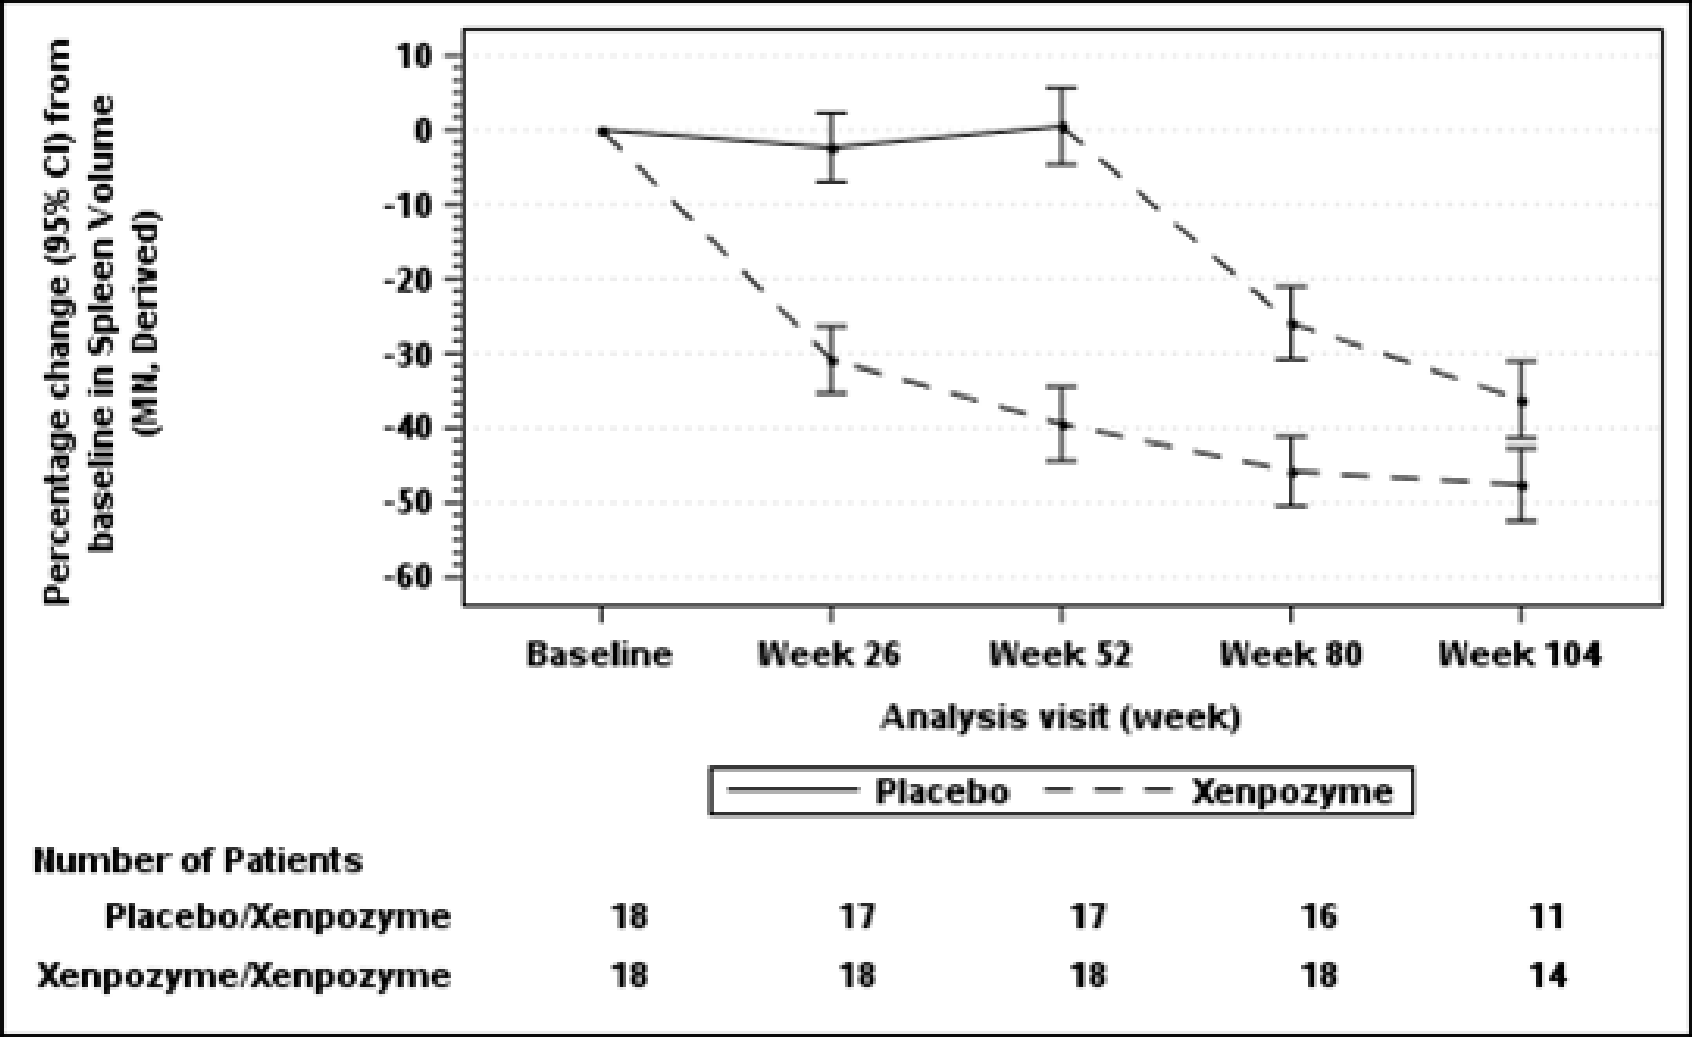 Percentage change (95% CI) from
baseline in Spleen Volume
(MN, Derived)
10
0
-10
-20
-30
-40
-50
-60
Baseline Week 26 Week 52 Week 80 Week 104
Analysis visit (week)
Placebo Xenpozyme
Number of Patients
Placebo/Xenpozyme 18 17 17 16 11
Xenpozyme/Xenpozyme 18 18 18 18 14